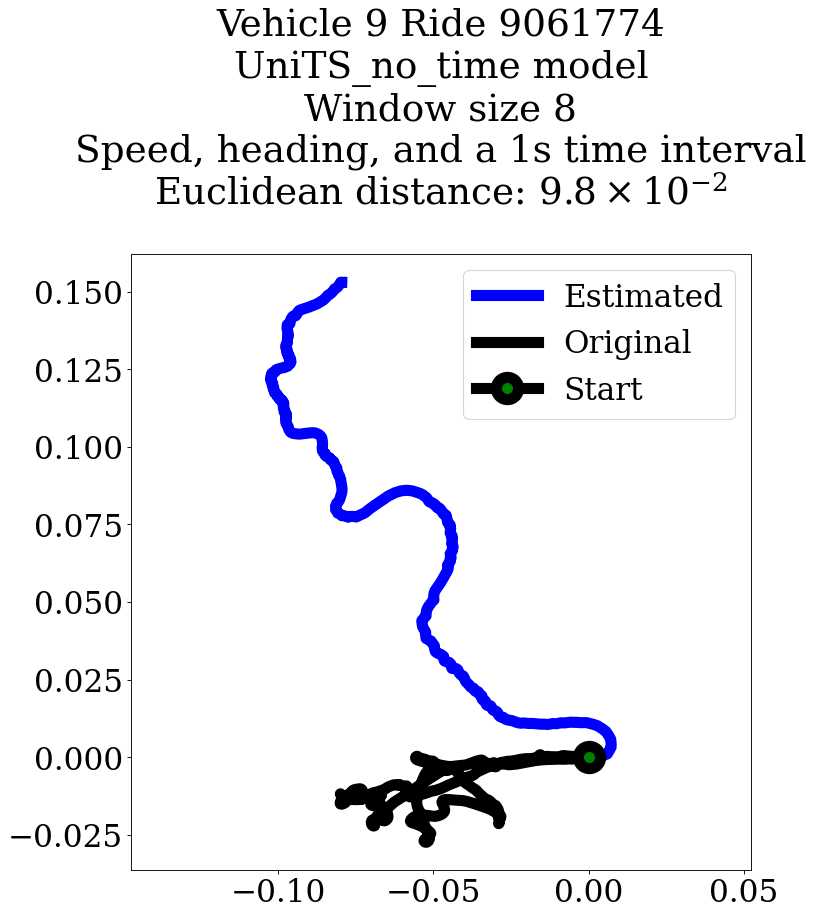 Vehicle 9 Ride 9061774
UniTS_no_time model
Window size 8
Speed, heading, and a 1s time interval
Euclidean distance: 9.8 × 10⁻²
Estimated
Original
Start
0.150
0.125
0.100
0.075
0.050
0.025
0.000
−0.025
−0.10
−0.05
0.00
0.05